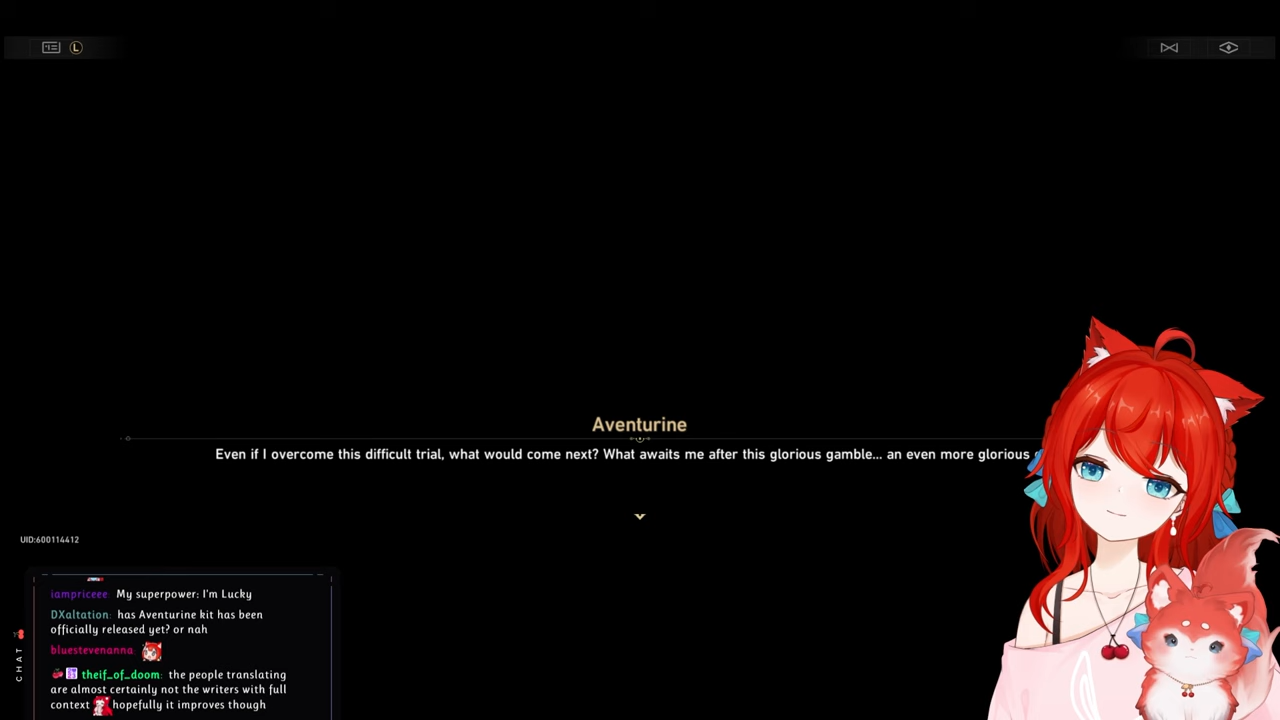 L
Aventurine
Even if I overcome this difficult trial, what would come next? What awaits me after this glorious gamble... an even more glorious
UID:600114412
CHAT
iampriceee: My superpower: I'm Lucky
DXaltation: has Aventurine kit has been
officially released yet? or nah
bluestevenanna
theif_of_doom: the people translating
are almost certainly not the writers with full
context hopefully it improves though